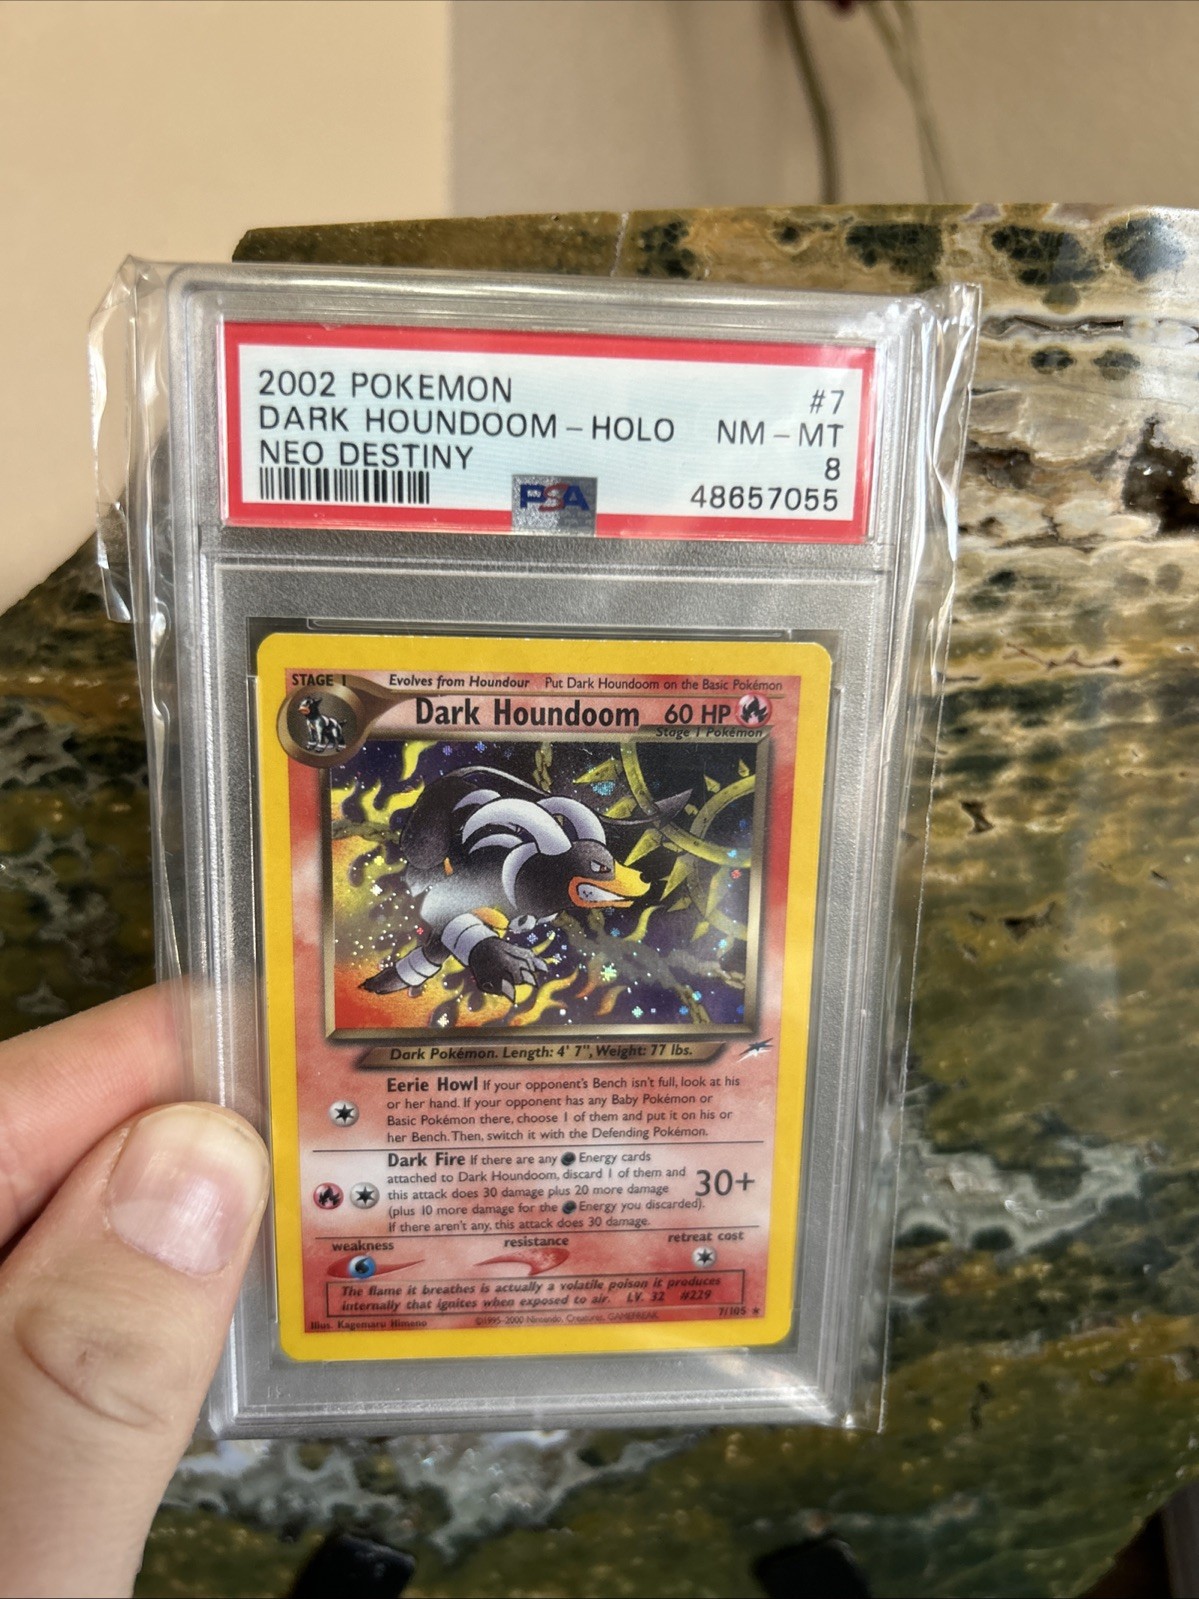 2002 POKEMON #7
DARK HOUNDOOM - HOLO NM - MT
NEO DESTINY 8
PSA 48657055
STAGE 1 Evolves from Houndour Put Dark Houndoom on the Basic Pokémon
Dark Houndoom 60 HP
Stage 1 Pokémon
Dark Pokémon. Length: 4' 7", Weight: 77 lbs.
Eerie Howl If your opponent's Bench isn't full, look at his
or her hand. If your opponent has any Baby Pokémon or
Basic Pokémon there, choose 1 of them and put it on his or
her Bench. Then, switch it with the Defending Pokémon.
Dark Fire If there are any Energy cards
attached to Dark Houndoom, discard 1 of them and
this attack does 30 damage plus 20 more damage 30+
(plus 10 more damage for the Energy you discarded).
If there aren't any, this attack does 30 damage.
weakness resistance retreat cost
The flame it breathes is actually a volatile poison it produces
internally that ignites when exposed to air. LV. 32 #229
Illus. Kagemaru Himeno ©1995-2000 Nintendo, Creatures, GAMEFREAK. 7/105 ★